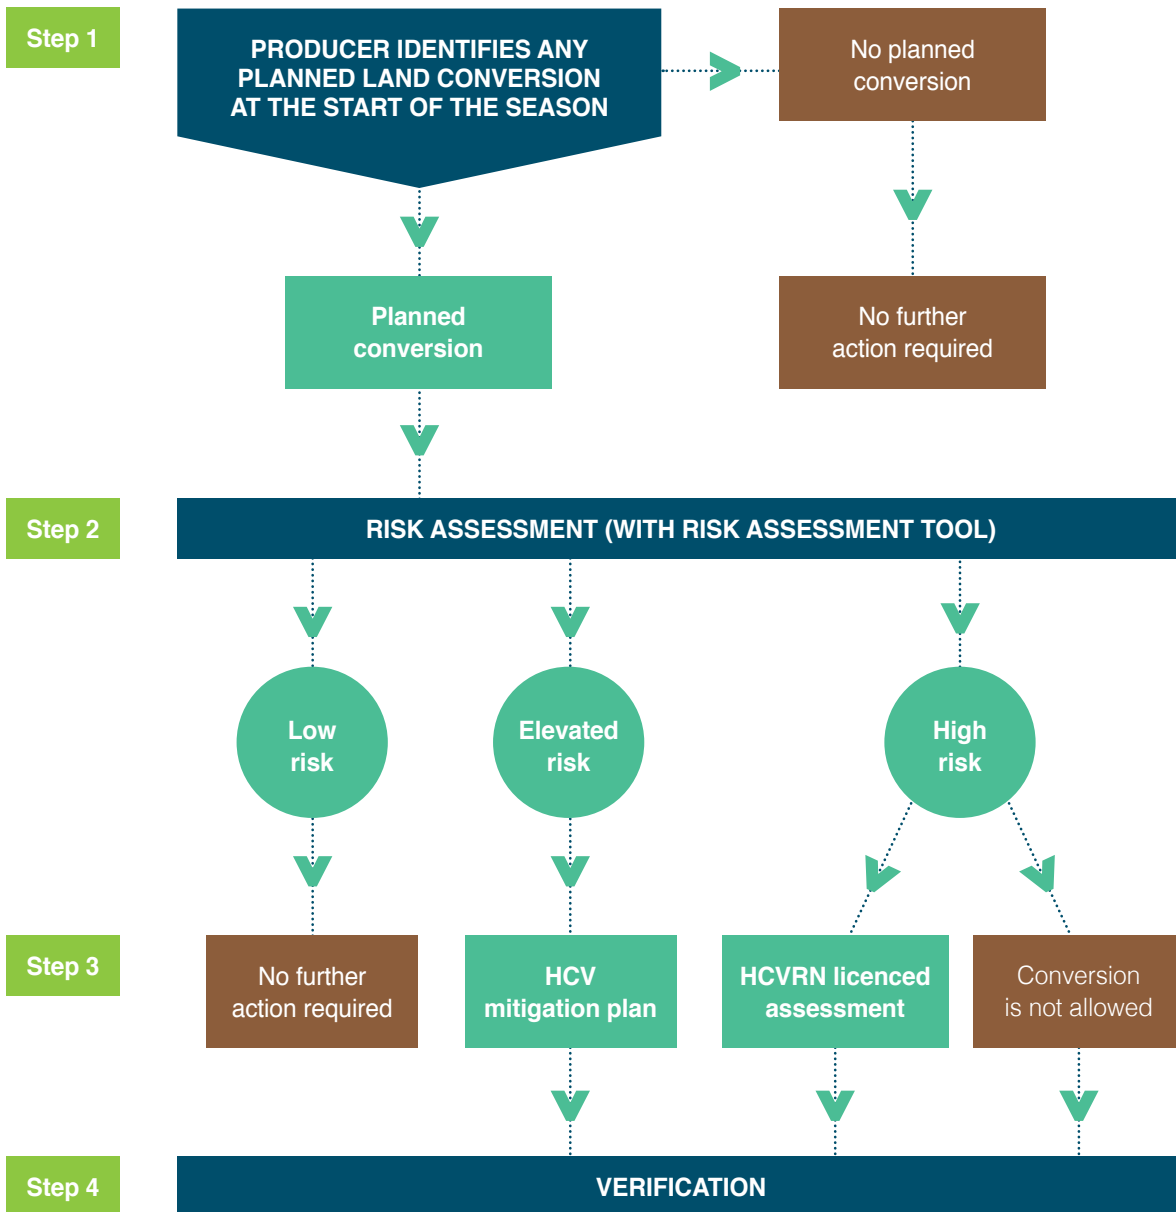 Step 1
PRODUCER IDENTIFIES ANY
PLANNED LAND CONVERSION
AT THE START OF THE SEASON
No planned
conversion
Planned
conversion
No further
action required
Step 2
RISK ASSESSMENT (WITH RISK ASSESSMENT TOOL)
Low
risk
Elevated
risk
High
risk
Step 3
No further
action required
HCV
mitigation plan
HCVRN licenced
assessment
Conversion
is not allowed
Step 4
VERIFICATION